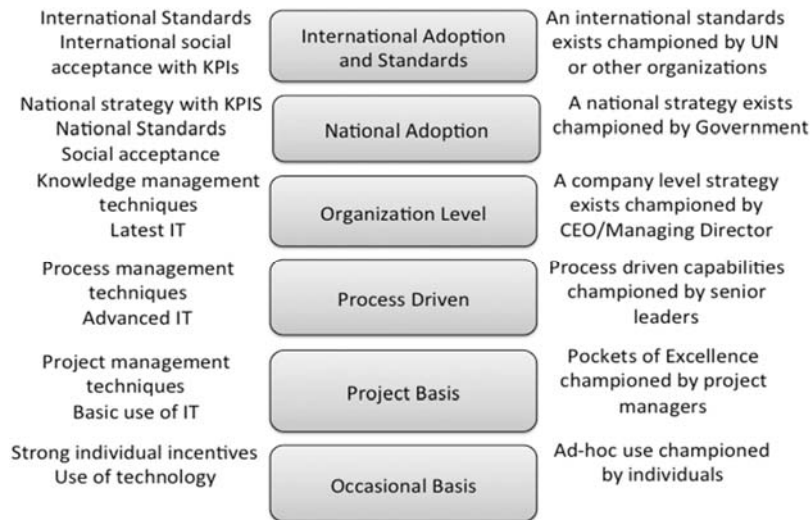 International Standards
International social
acceptance with KPIs
International Adoption
and Standards
An international standards
exists championed by UN
or other organizations
National strategy with KPIS
National Standards
Social acceptance
National Adoption
A national strategy exists
championed by Government
Knowledge management
techniques
Latest IT
Organization Level
A company level strategy
exists championed by
CEO/Managing Director
Process management
techniques
Advanced IT
Process Driven
Process driven capabilities
championed by senior
leaders
Project management
techniques
Basic use of IT
Project Basis
Pockets of Excellence
championed by project
managers
Strong individual incentives
Use of technology
Occasional Basis
Ad-hoc use championed
by individuals